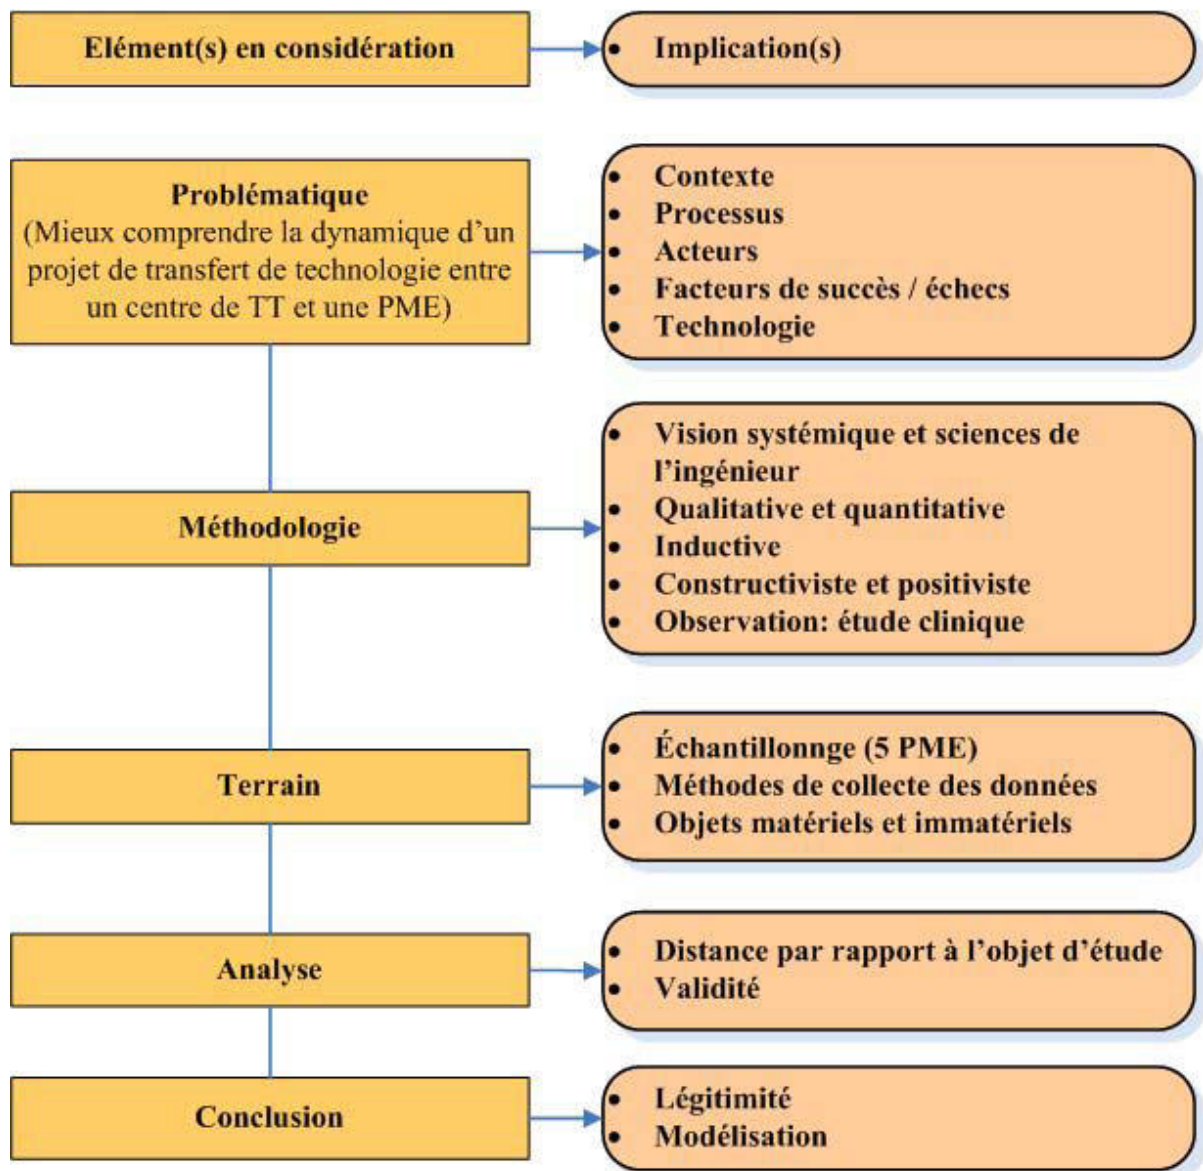 Elément(s) en considération
• Implication(s)
Problématique
(Mieux comprendre la dynamique d’un
projet de transfert de technologie entre
un centre de TT et une PME)
• Contexte
• Processus
• Acteurs
• Facteurs de succès / échecs
• Technologie
Méthodologie
• Vision systémique et sciences de
l’ingénieur
• Qualitative et quantitative
• Inductive
• Constructiviste et positiviste
• Observation: étude clinique
Terrain
• Échantillonnge (5 PME)
• Méthodes de collecte des données
• Objets matériels et immatériels
Analyse
• Distance par rapport à l’objet d’étude
• Validité
Conclusion
• Légitimité
• Modélisation